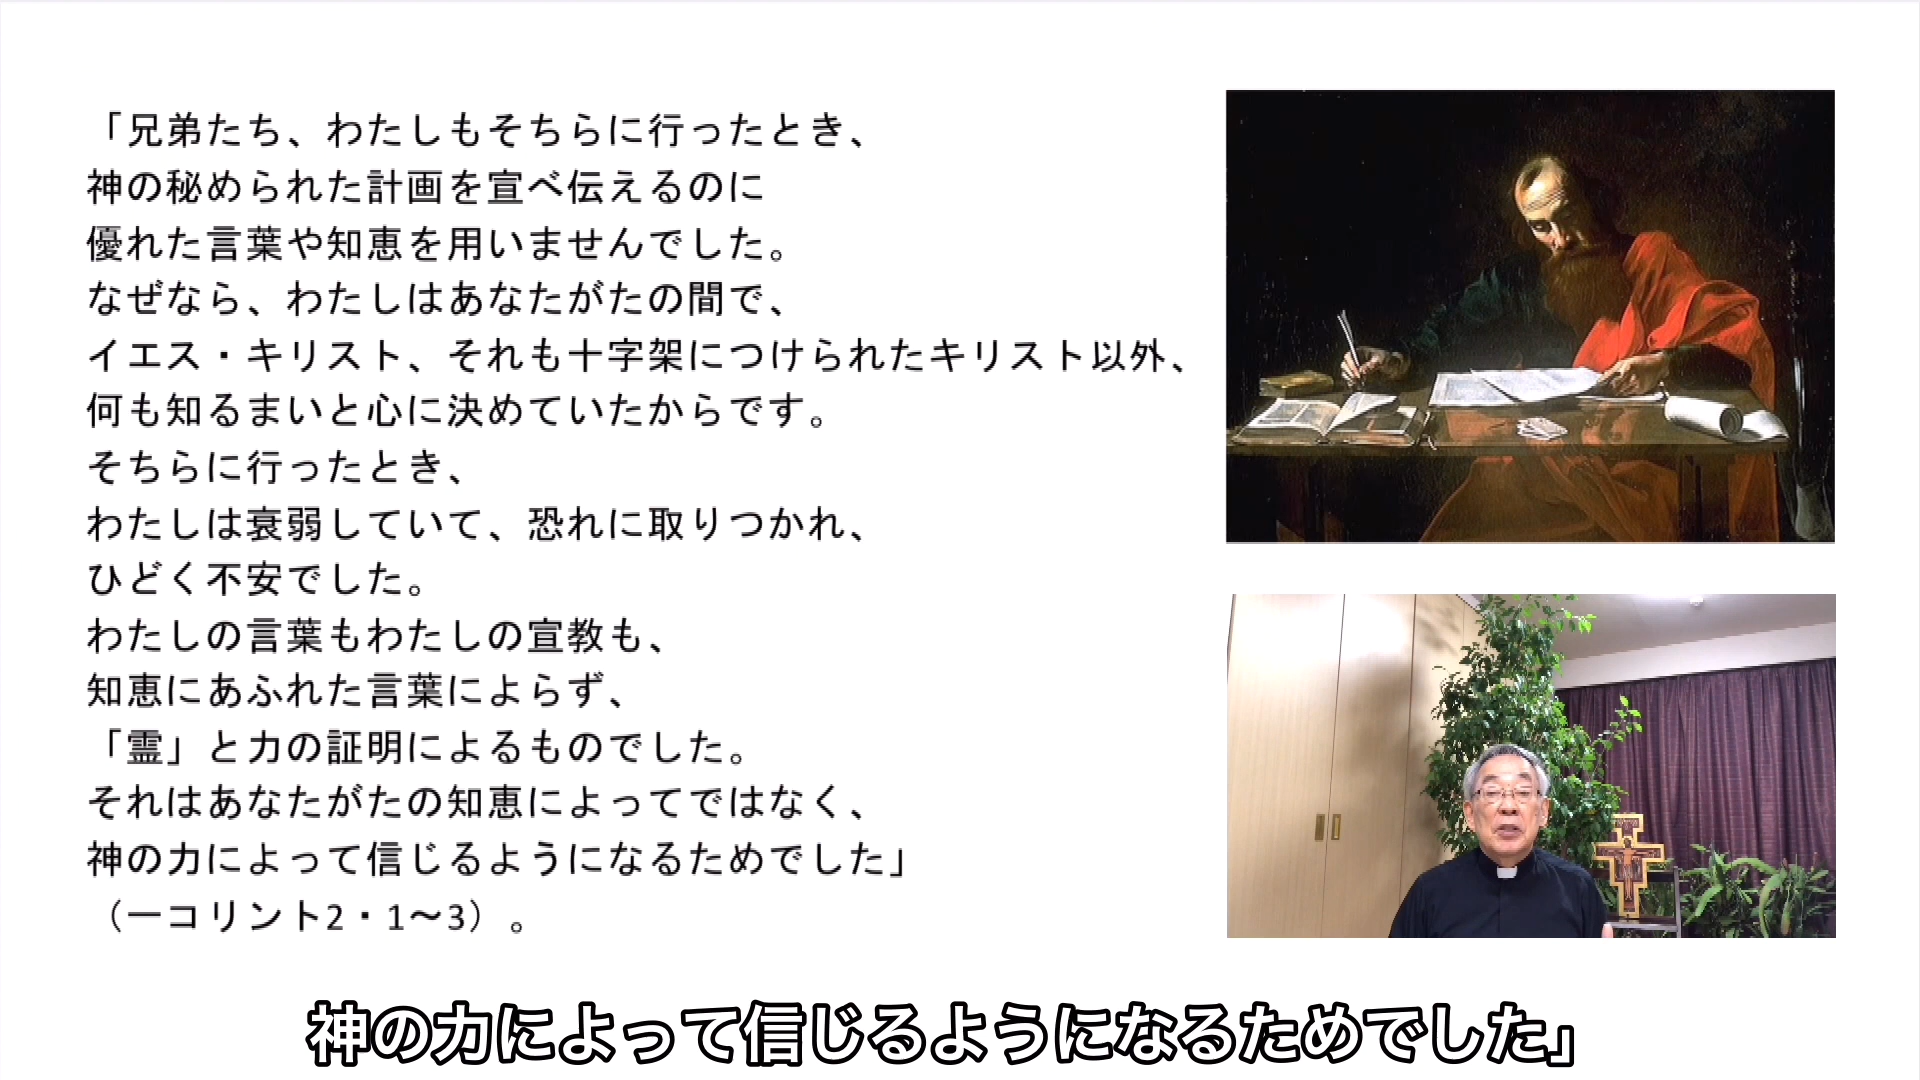 「兄弟たち、わたしもそちらに行ったとき、
神の秘められた計画を宣べ伝えるのに
優れた言葉や知恵を用いませんでした。
なぜなら、わたしはあなたがたの間で、
イエス・キリスト、それも十字架につけられたキリスト以外、
何も知るまいと心に決めていたからです。
そちらに行ったとき、
わたしは衰弱していて、恐れに取りつかれ、
ひどく不安でした。
わたしの言葉もわたしの宣教も、
知恵にあふれた言葉によらず、
「霊」と力の証明によるものでした。
それはあなたがたの知恵によってではなく、
神の力によって信じるようになるためでした」
（一コリント2・1〜3）。
神の力によって信じるようになるためでした」